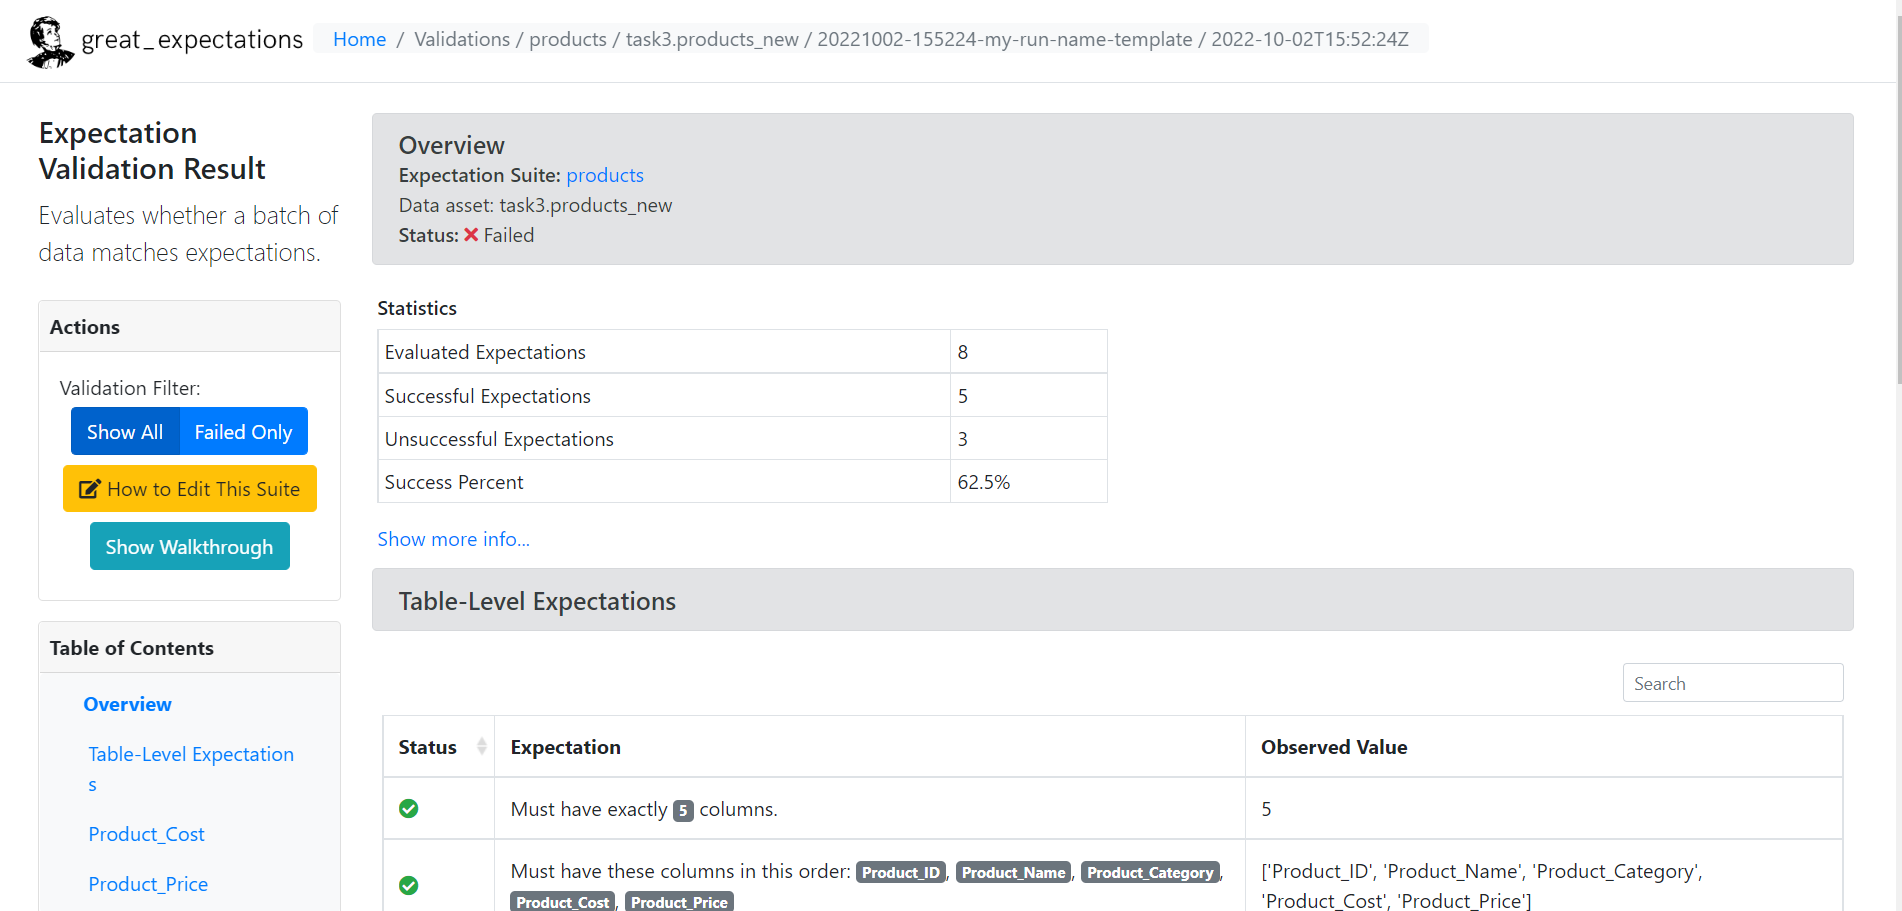 great_expectations
Home / Validations / products / task3.products_new / 20221002-155224-my-run-name-template / 2022-10-02T15:52:24Z
Expectation
Validation Result
Evaluates whether a batch of
data matches expectations.
Actions
Validation Filter:
Show All Failed Only
How to Edit This Suite
Show Walkthrough
Table of Contents
Overview
Table-Level Expectation
s
Product_Cost
Product_Price
Overview
Expectation Suite: products
Data asset: task3.products_new
Status: Failed
Statistics
Evaluated Expectations 8
Successful Expectations 5
Unsuccessful Expectations 3
Success Percent 62.5%
Show more info...
Table-Level Expectations
Search
Status Expectation Observed Value
Must have exactly 5 columns. 5
Must have these columns in this order: Product_ID, Product_Name, Product_Category,
Product_Cost, Product_Price
['Product_ID', 'Product_Name', 'Product_Category',
'Product_Cost', 'Product_Price']